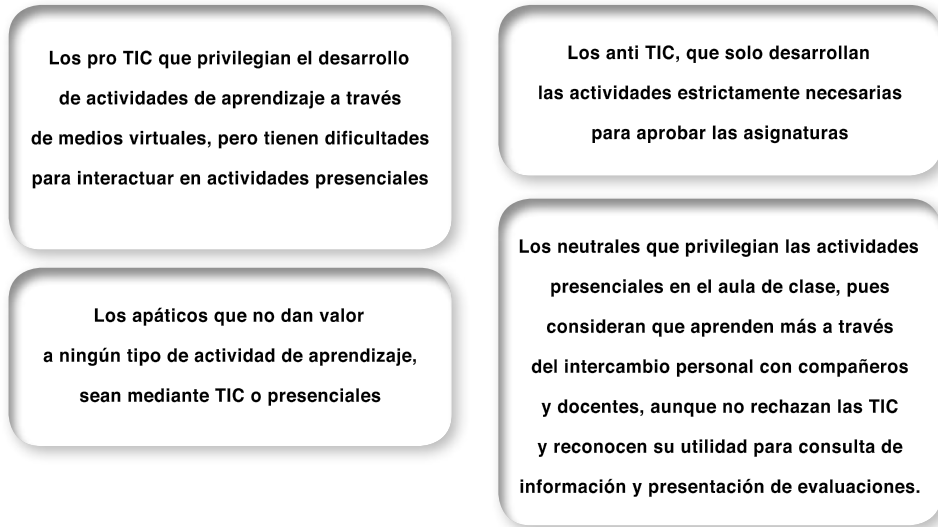 Los pro TIC que privilegian el desarrollo
de actividades de aprendizaje a través
de medios virtuales, pero tienen dificultades
para interactuar en actividades presenciales
Los anti TIC, que solo desarrollan
las actividades estrictamente necesarias
para aprobar las asignaturas
Los apáticos que no dan valor
a ningún tipo de actividad de aprendizaje,
sean mediante TIC o presenciales
Los neutrales que privilegian las actividades
presenciales en el aula de clase, pues
consideran que aprenden más a través
del intercambio personal con compañeros
y docentes, aunque no rechazan las TIC
y reconocen su utilidad para consulta de
información y presentación de evaluaciones.